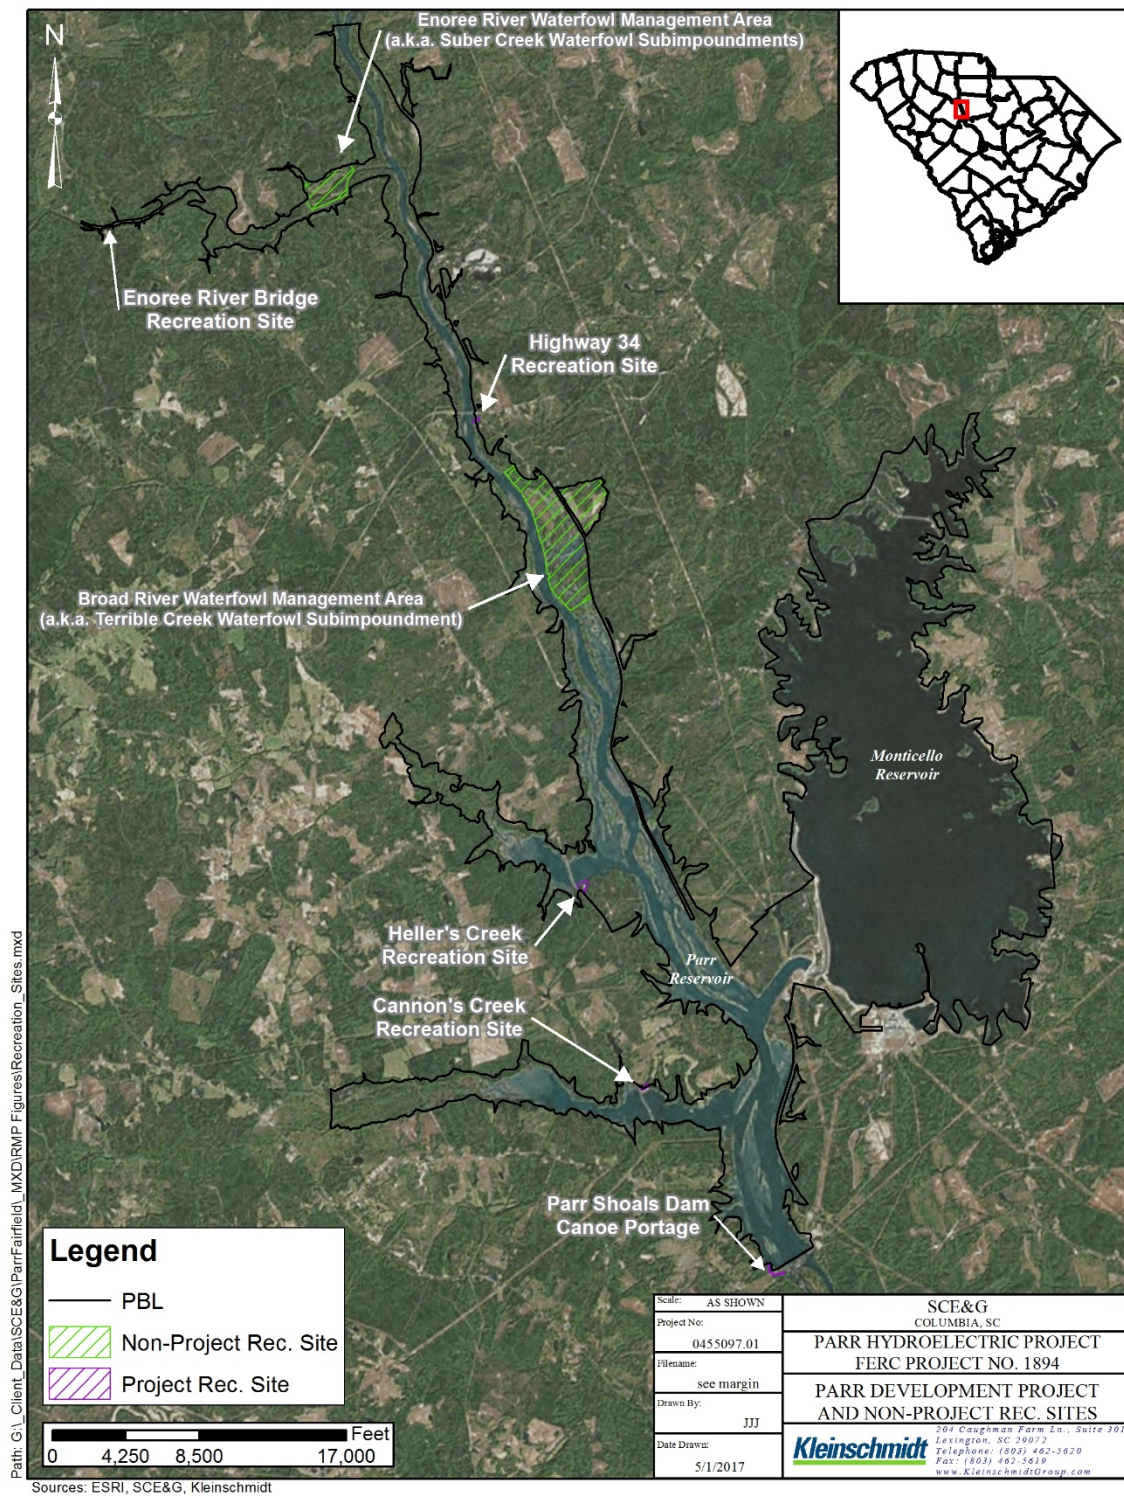 Enoree River Waterfowl Management Area
(a.k.a. Suber Creek Waterfowl Subimpoundments)
N
Enoree River Bridge
Recreation Site
Highway 34
Recreation Site
Broad River Waterfowl Management Area
(a.k.a. Terrible Creek Waterfowl Subimpoundment)
Monticello
Reservoir
Heller's Creek
Recreation Site
Parr
Reservoir
Cannon's Creek
Recreation Site
Parr Shoals Dam
Canoe Portage
Legend
PBL
Non-Project Rec. Site
Project Rec. Site
Feet
0 4,250 8,500 17,000
Sources: ESRI, SCE&G, Kleinschmidt
Path: G:\_Client_Data\SCE&G\ParrFairfield\_MXD\RMP Figures\Recreation_Sites.mxd
Scale: AS SHOWN
Project No:
0455097.01
Filename:
see margin
Drawn By:
JJJ
Date Drawn:
5/1/2017
SCE&G
COLUMBIA, SC
PARR HYDROELECTRIC PROJECT
FERC PROJECT NO. 1894
PARR DEVELOPMENT PROJECT
AND NON-PROJECT REC. SITES
Kleinschmidt
204 Caughman Farm Ln., Suite 301
Lexington, SC 29072
Telephone: (803) 462-5620
Fax: (803) 462-5619
www.KleinschmidtGroup.com